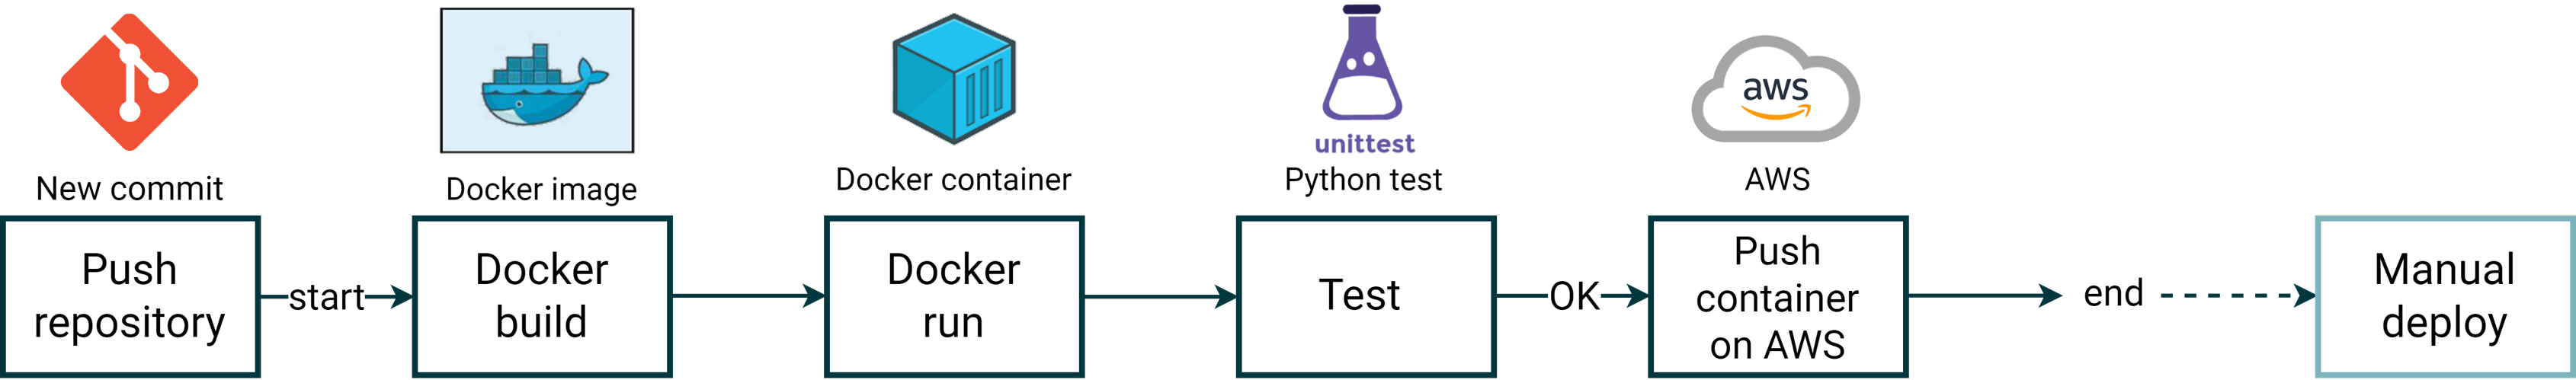 unittest
aws
New commit
Docker image
Docker container
Python test
AWS
Push
repository
start
Docker
build
Docker
run
Test
OK
Push
container
on AWS
end
Manual
deploy